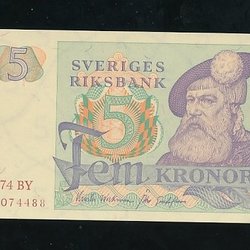 5
SVERIGES
RIKSBANK
5
Fem KRONOR
74 BY
074488